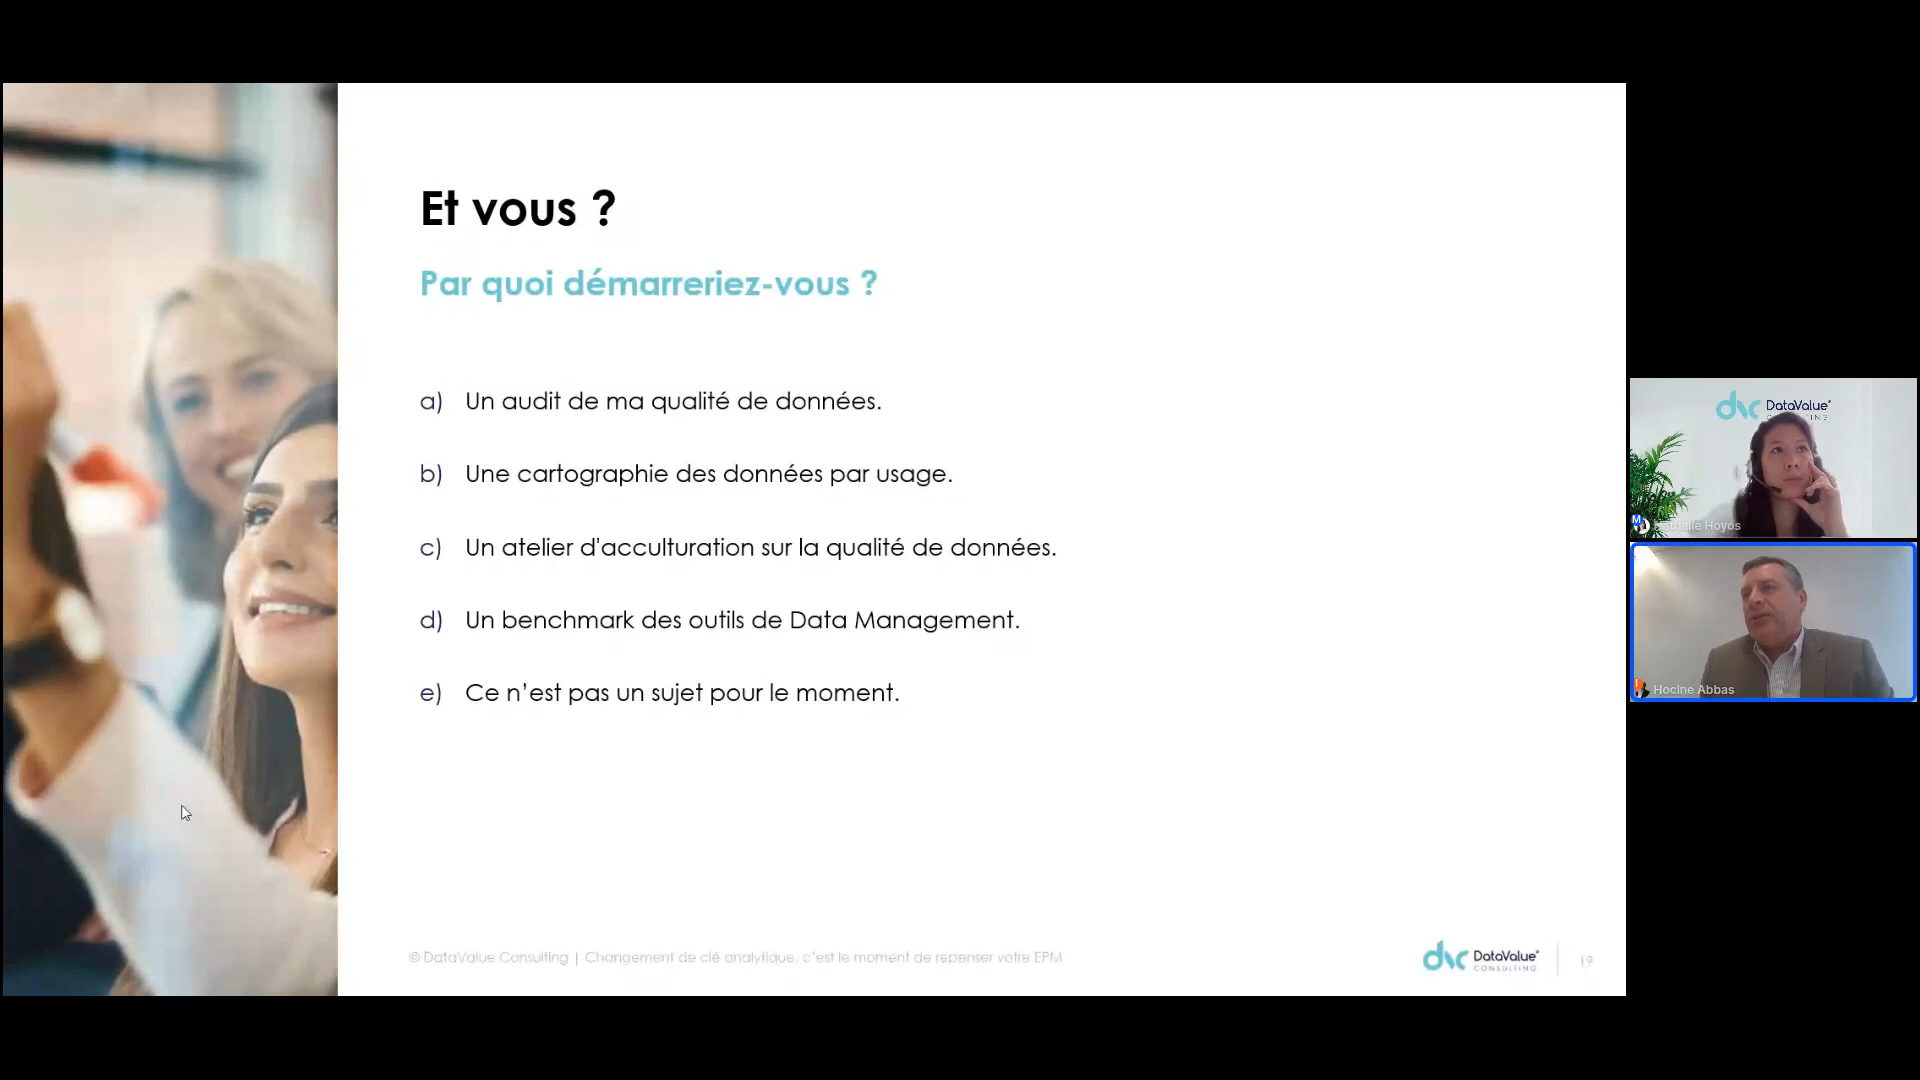 Et vous ?
Par quoi démarreriez-vous ?
a) Un audit de ma qualité de données.
b) Une cartographie des données par usage.
c) Un atelier d'acculturation sur la qualité de données.
d) Un benchmark des outils de Data Management.
e) Ce n’est pas un sujet pour le moment.
© DataValue Consulting | Changement de clé analytique, c’est le moment de repenser votre EPM
dvc DataValue
CONSULTING
19
DataValue
Hoyos
Hocine Abbas